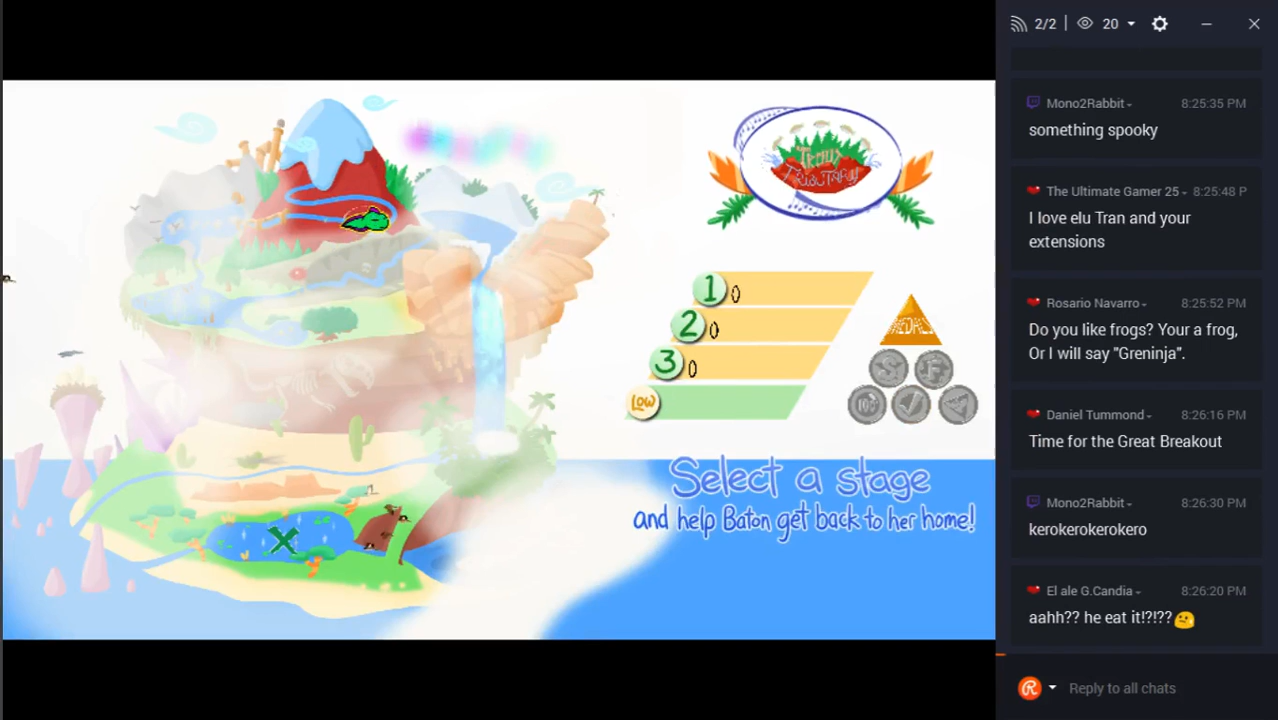 TREMUX
TRIBUTARY
1 0
2 0
3 0
LOW
MEDALS
S F
100
Select a stage
and help Baton get back to her home!
2/2 20
Mono2Rabbit 8:25:35 PM
something spooky
The Ultimate Gamer 25 8:25:48 P
I love elu Tran and your
extensions
Rosario Navarro 8:25:52 PM
Do you like frogs? Your a frog,
Or I will say "Greninja".
Daniel Tummond 8:26:16 PM
Time for the Great Breakout
Mono2Rabbit 8:26:30 PM
kerokerokerokero
El ale G.Candia 8:26:20 PM
aahh?? he eat it!?!??
Reply to all chats